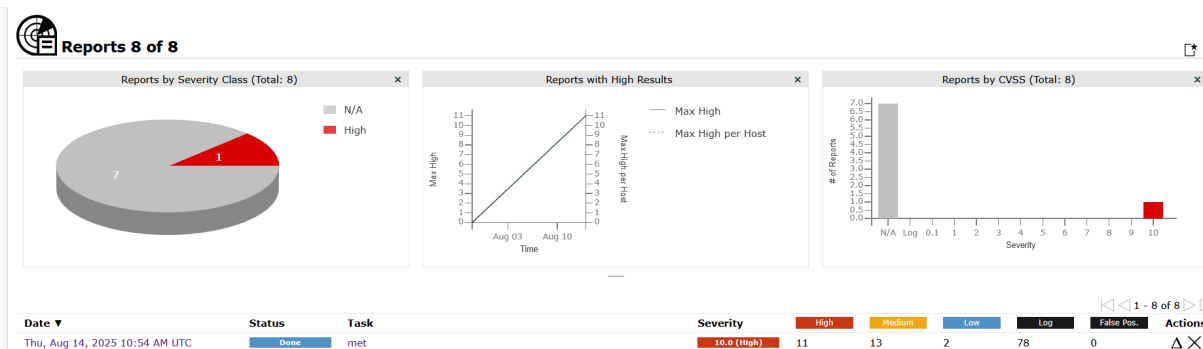 Reports 8 of 8
Reports by Severity Class (Total: 8) ×
N/A
High
1
7
Reports with High Results ×
11
10
9
8
7
6
5
4
3
2
1
0
Max High
Aug 03 Aug 10
Time
11
10
9
8
7
6
5
4
3
2
1
0
Max High per Host
Max High
Max High per Host
Reports by CVSS (Total: 8) ×
7.0
6.5
6.0
5.5
5.0
4.5
4.0
3.5
3.0
2.5
2.0
1.5
1.0
0.5
0.0
# of Reports
N/A Log 0.1 1 2 3 4 5 6 7 8 9 10
Severity
1 - 8 of 8
Date ▼ Status Task Severity High Medium Low Log False Pos. Actions
Thu, Aug 14, 2025 10:54 AM UTC Done met 10.0 (High) 11 13 2 78 0